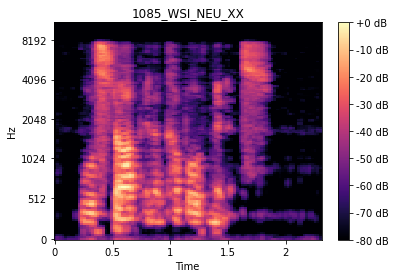 1085_WSI_NEU_XX
8192
4096
2048
1024
512
0
Hz
0
0.5
1
1.5
2
Time
+0 dB
-10 dB
-20 dB
-30 dB
-40 dB
-50 dB
-60 dB
-70 dB
-80 dB